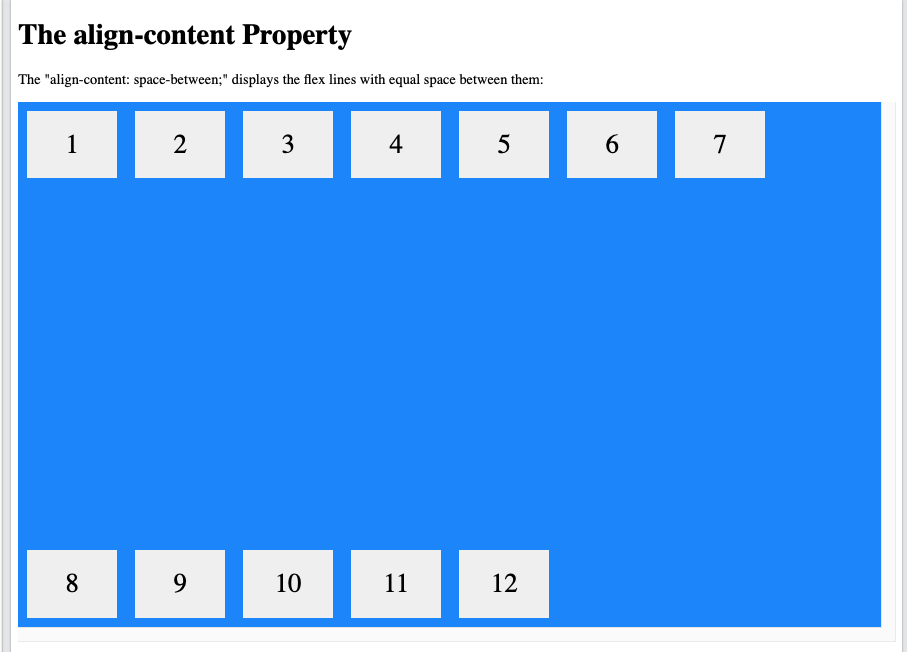 The align-content Property
The "align-content: space-between;" displays the flex lines with equal space between them:
1 2 3 4 5 6 7
8 9 10 11 12